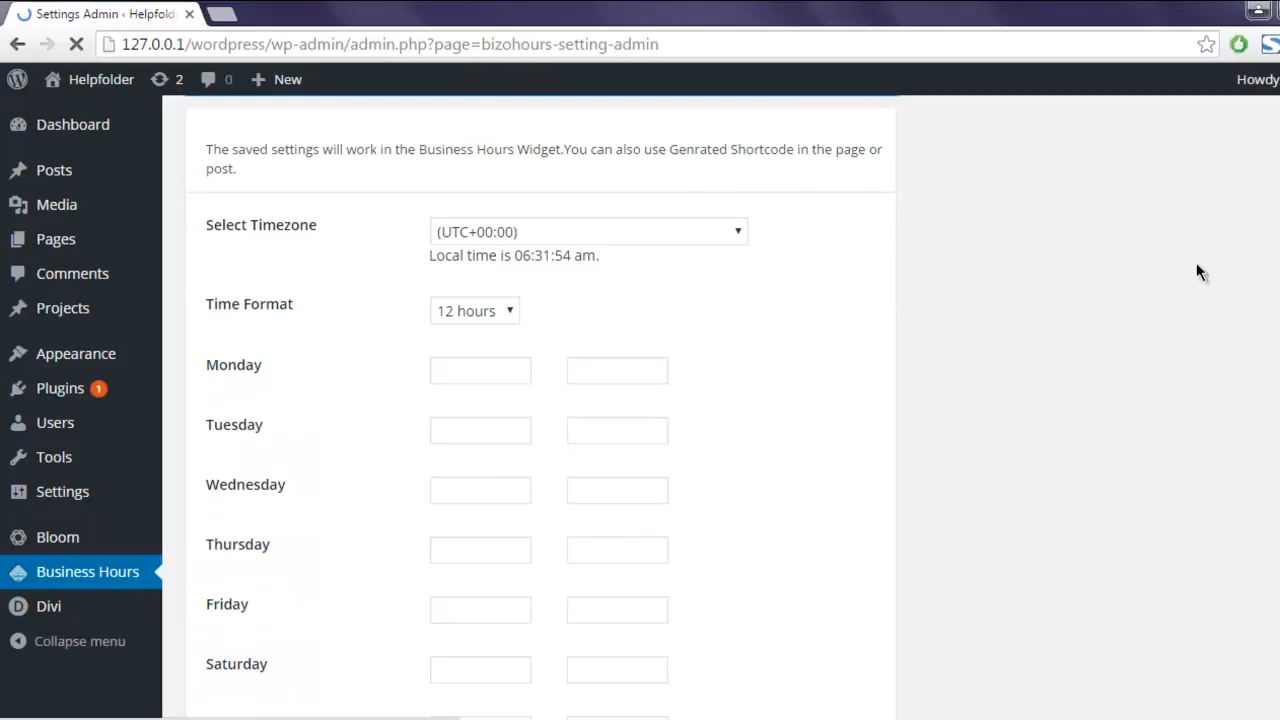 Settings Admin ‹ Helpfold
127.0.0.1/wordpress/wp-admin/admin.php?page=bizohours-setting-admin
Helpfolder 2 0 New Howdy
Dashboard
Posts
Media
Pages
Comments
Projects
Appearance
Plugins 1
Users
Tools
Settings
Bloom
Business Hours
Divi
Collapse menu
The saved settings will work in the Business Hours Widget.You can also use Genrated Shortcode in the page or
post.
Select Timezone (UTC+00:00)
Local time is 06:31:54 am.
Time Format 12 hours
Monday
Tuesday
Wednesday
Thursday
Friday
Saturday